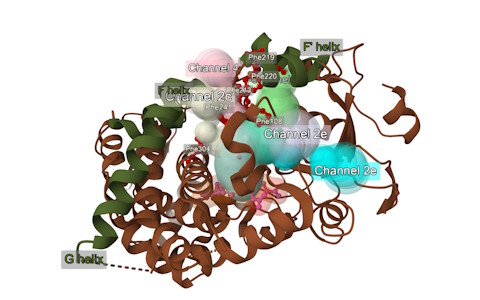 F' helix
Phe219
Channel 4
Phe220
F helix
Channel 2c
Phe213
Phe241
Phe108
Channel 2e
Phe304
Channel 2e
G helix